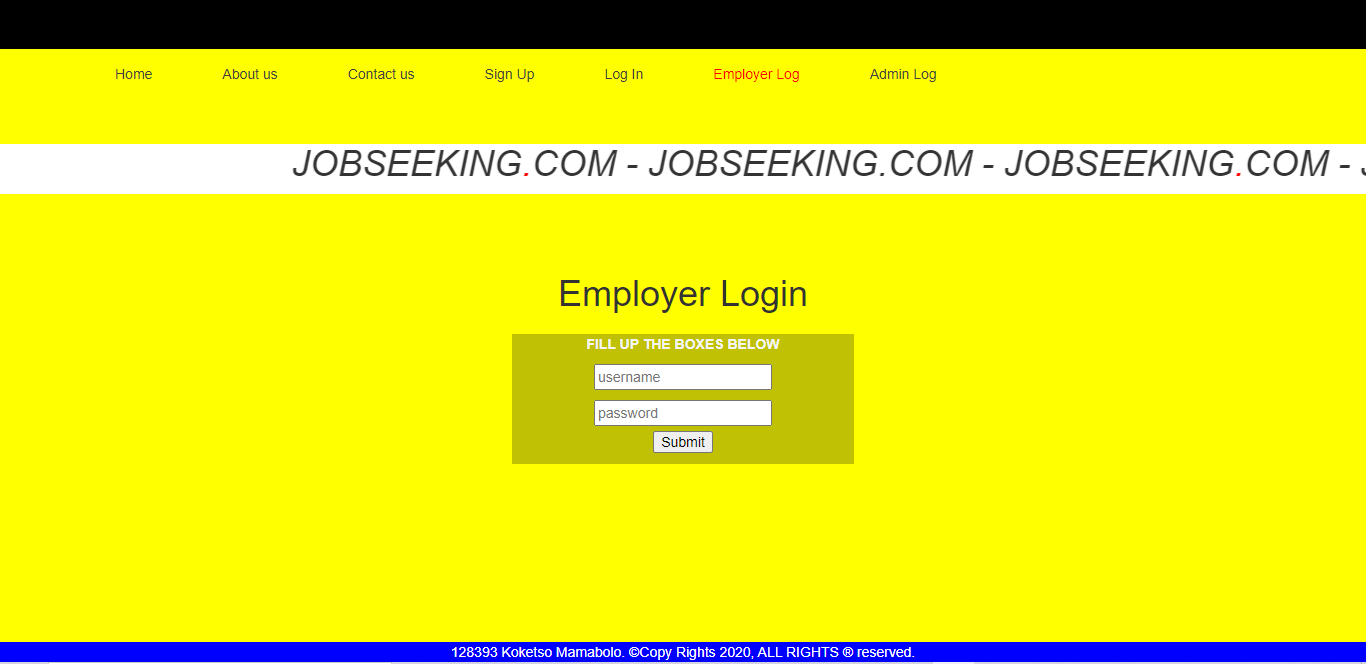 Home About us Contact us Sign Up Log In Employer Log Admin Log
JOBSEEKING.COM - JOBSEEKING.COM - JOBSEEKING.COM -
Employer Login
FILL UP THE BOXES BELOW
username
password
Submit
128393 Koketso Mamabolo. ©Copy Rights 2020, ALL RIGHTS ® reserved.